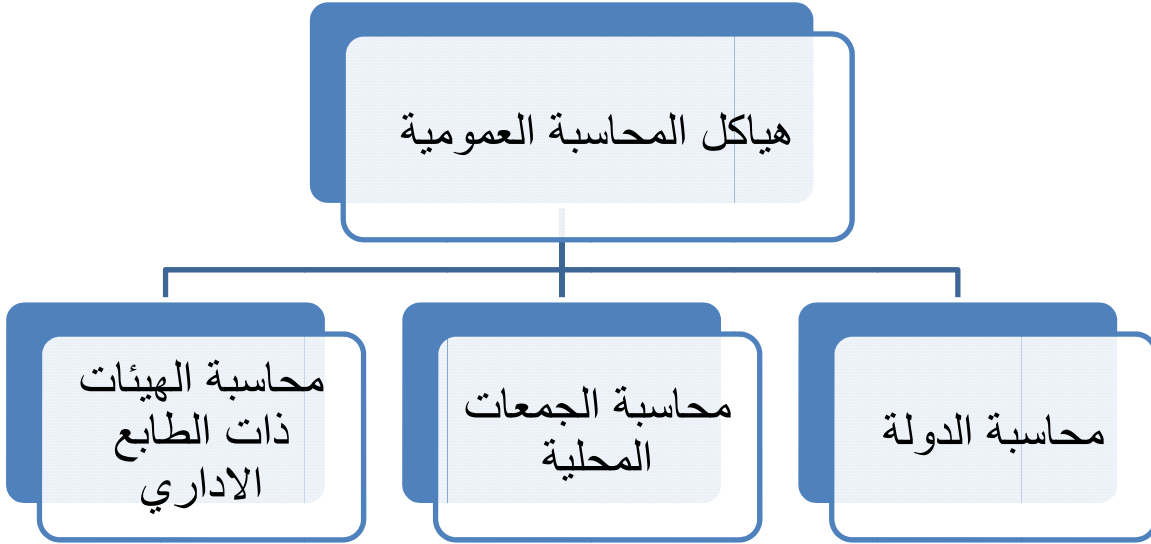 هياكل المحاسبة العمومية
محاسبة الدولة
محاسبة الجمعات
المحلية
محاسبة الهيئات
ذات الطابع
الاداري